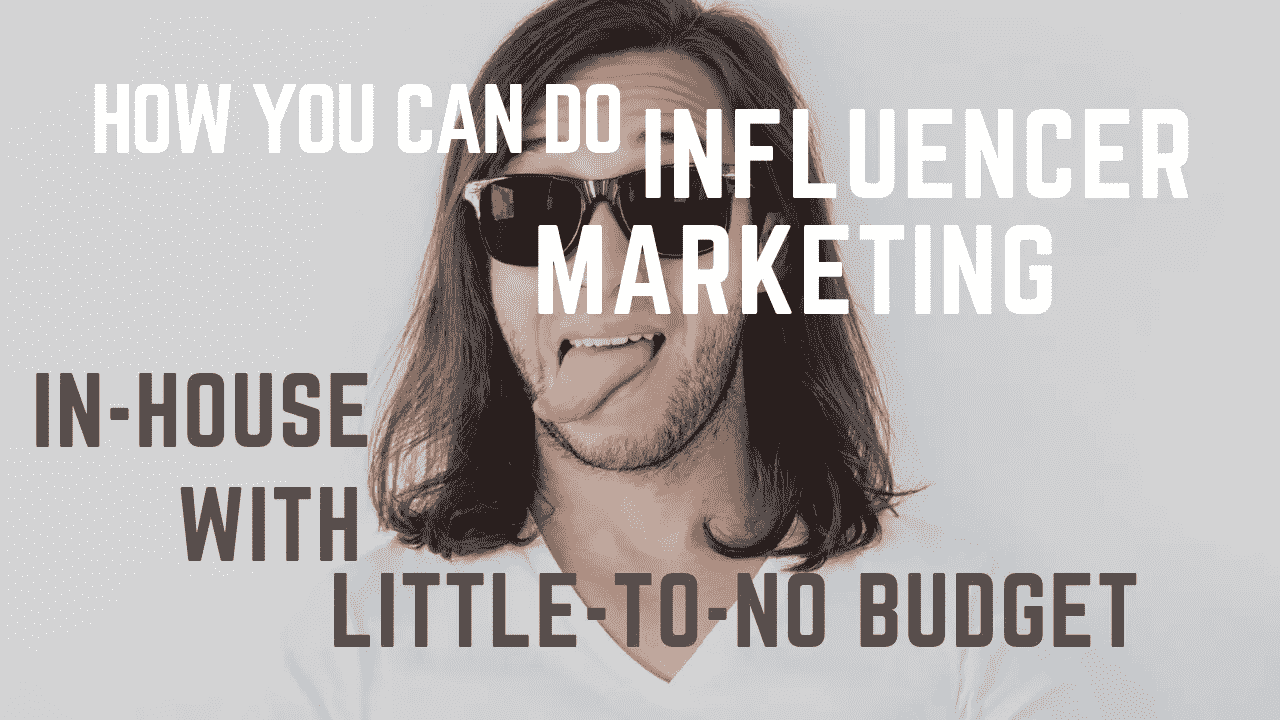 HOW YOU CAN DO INFLUENCER
MARKETING
IN-HOUSE
WITH
LITTLE-TO-NO BUDGET